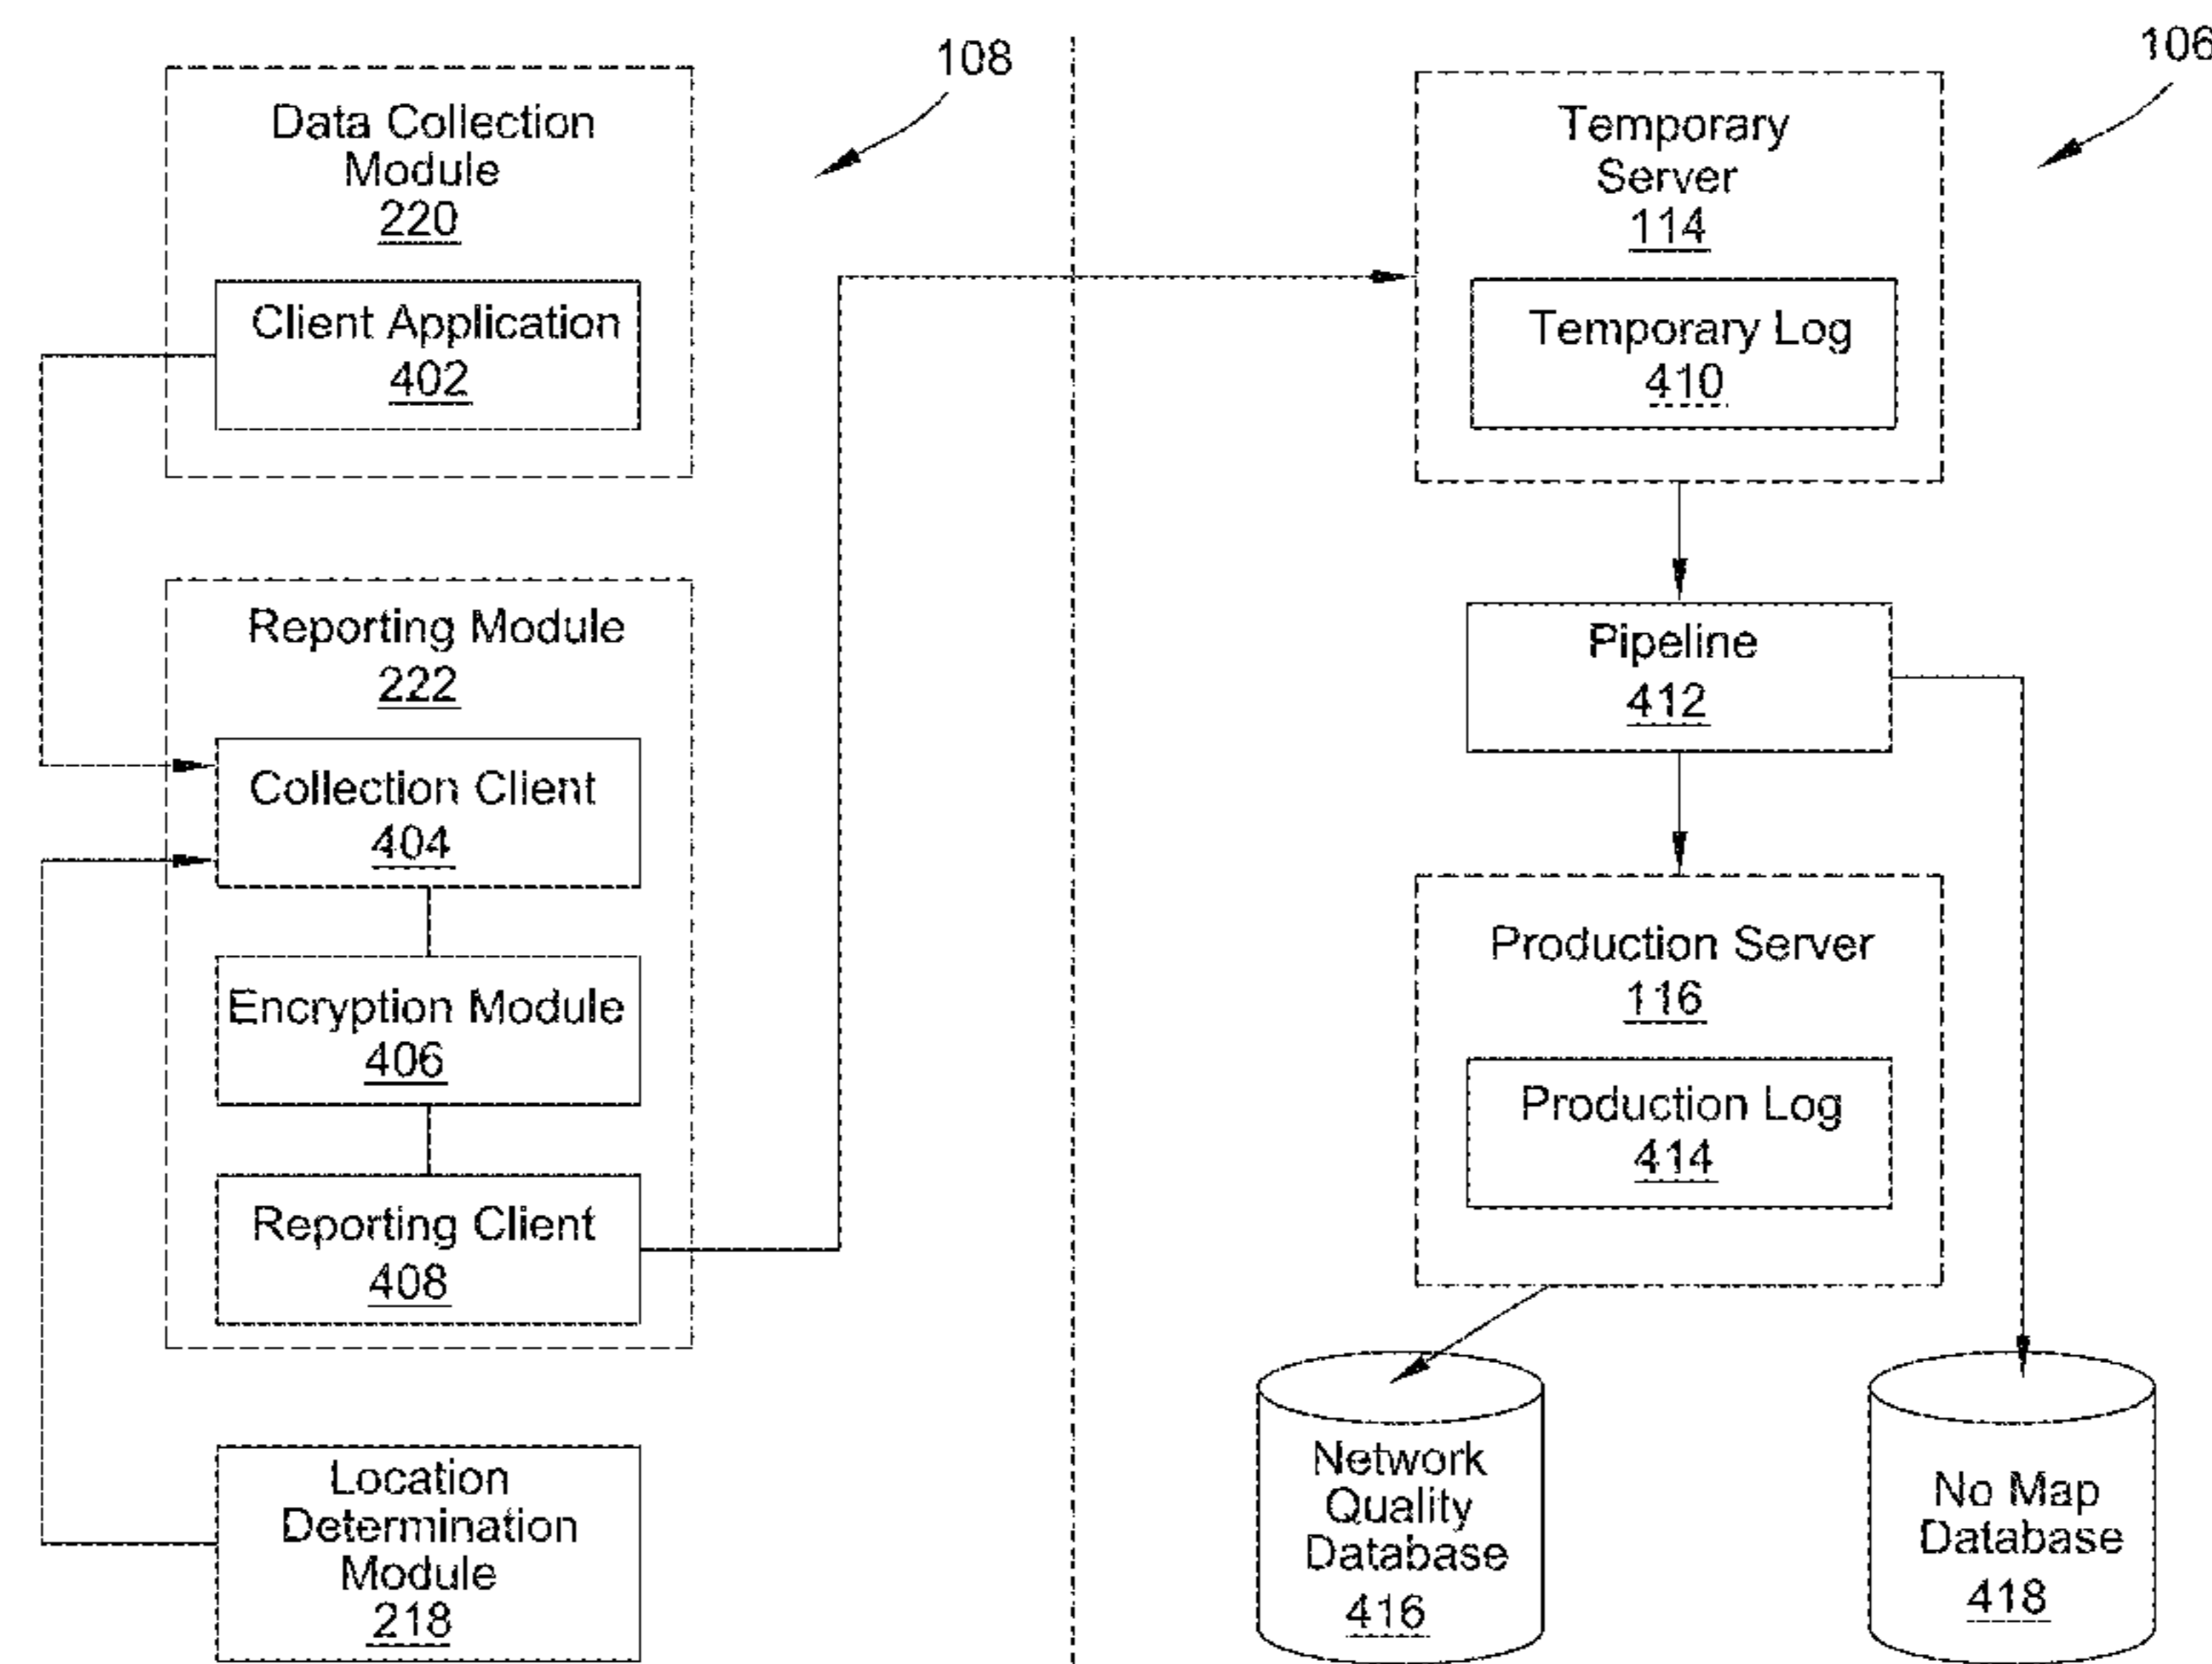 108
Data Collection
Module
220
Client Application
402
Reporting Module
222
Collection Client
404
Encryption Module
406
Reporting Client
408
Location
Determination
Module
218
106
Temporary
Server
114
Temporary Log
410
Pipeline
412
Production Server
116
Production Log
414
Network
Quality
Database
416
No Map
Database
418